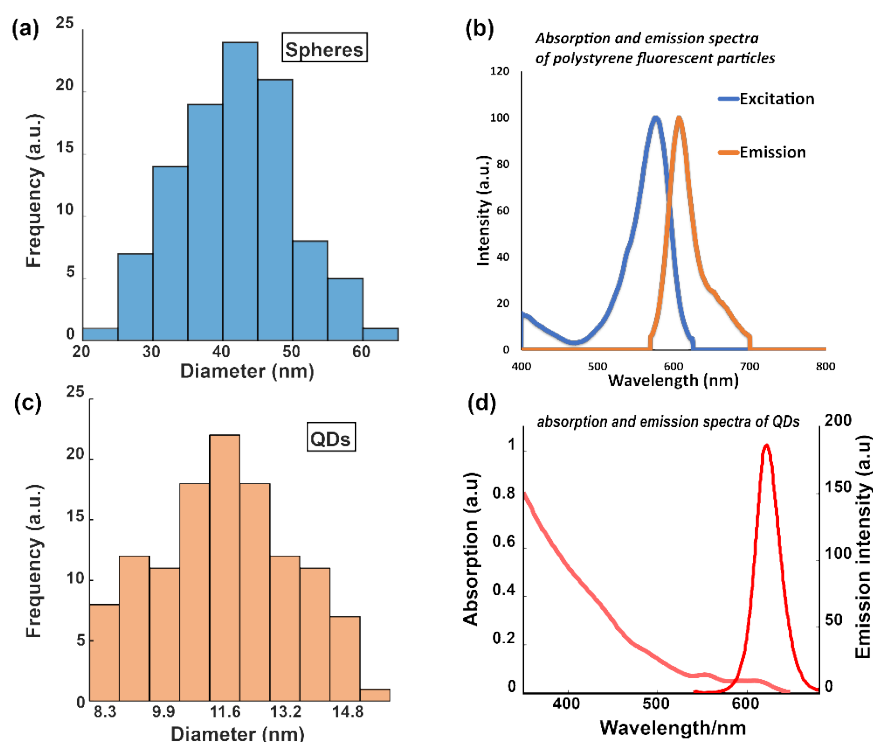 (a)
Spheres
25
20
15
10
5
0
Frequency (a.u.)
20 30 40 50 60
Diameter (nm)
(b)
Absorption and emission spectra
of polystyrene fluorescent particles
120
100
80
60
40
20
0
Intensity (a.u.)
Excitation
Emission
400 500 600 700 800
Wavelength (nm)
(c)
QDs
25
20
15
10
5
0
Frequency (a.u)
8.3 9.9 11.6 13.2 14.8
Diameter (nm)
(d)
absorption and emission spectra of QDs
1
0.8
0.6
0.4
0.2
0
Absorption (a.u)
200
150
100
50
0
Emission intensity (a.u)
400 500 600
Wavelength/nm